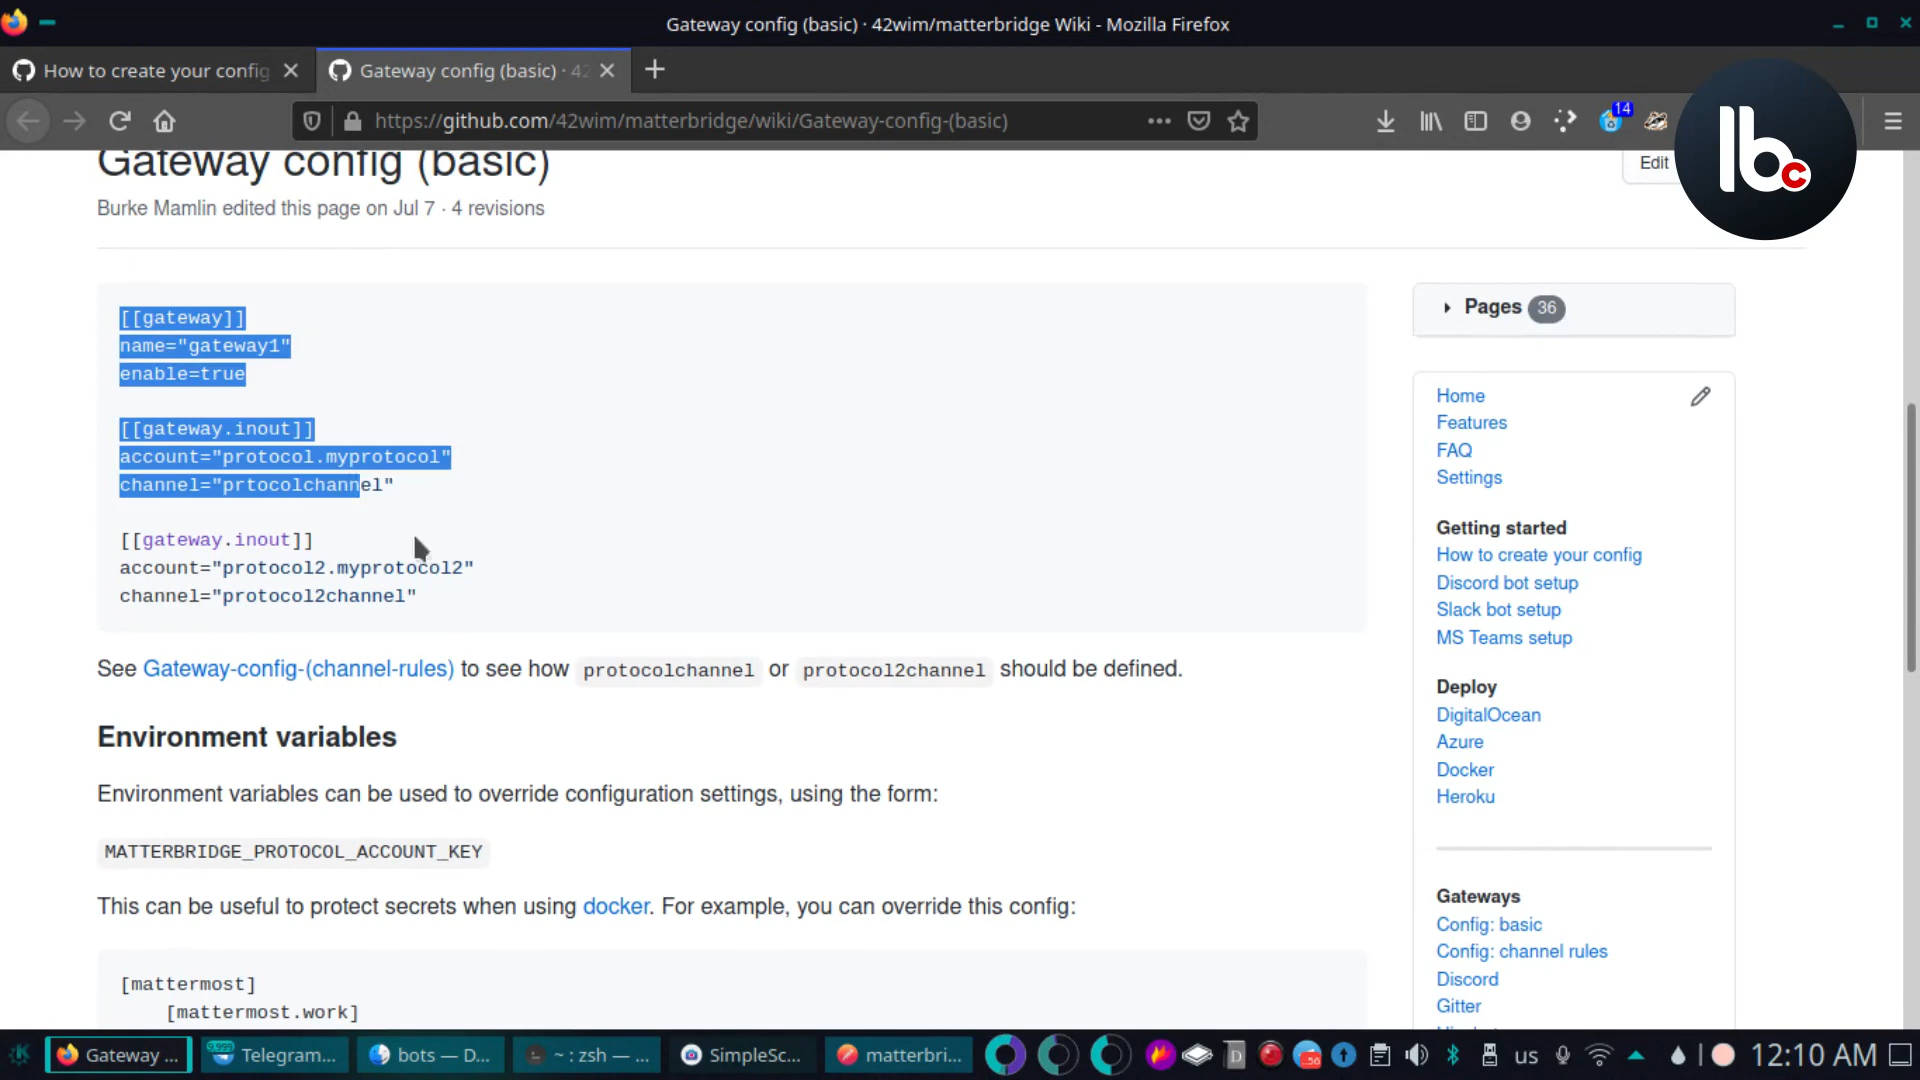 Gateway config (basic) · 42wim/matterbridge Wiki - Mozilla Firefox
How to create your config
Gateway config (basic) · 42
https://github.com/42wim/matterbridge/wiki/Gateway-config-(basic)
14
lbc
Gateway config (basic)
Edit
Burke Mamlin edited this page on Jul 7 · 4 revisions
[[gateway]]
name="gateway1"
enable=true
[[gateway.inout]]
account="protocol.myprotocol"
channel="prtocolchannel"
[[gateway.inout]]
account="protocol2.myprotocol2"
channel="protocol2channel"
See Gateway-config-(channel-rules) to see how protocolchannel or protocol2channel should be defined.
Environment variables
Environment variables can be used to override configuration settings, using the form:
MATTERBRIDGE_PROTOCOL_ACCOUNT_KEY
This can be useful to protect secrets when using docker. For example, you can override this config:
[mattermost]
[mattermost.work]
Pages 36
Home
Features
FAQ
Settings
Getting started
How to create your config
Discord bot setup
Slack bot setup
MS Teams setup
Deploy
DigitalOcean
Azure
Docker
Heroku
Gateways
Config: basic
Config: channel rules
Discord
Gitter
Gateway ...
9,999
Telegram...
bots — D...
~ : zsh — ...
SimpleSc...
matterbri...
D
56
us
12:10 AM